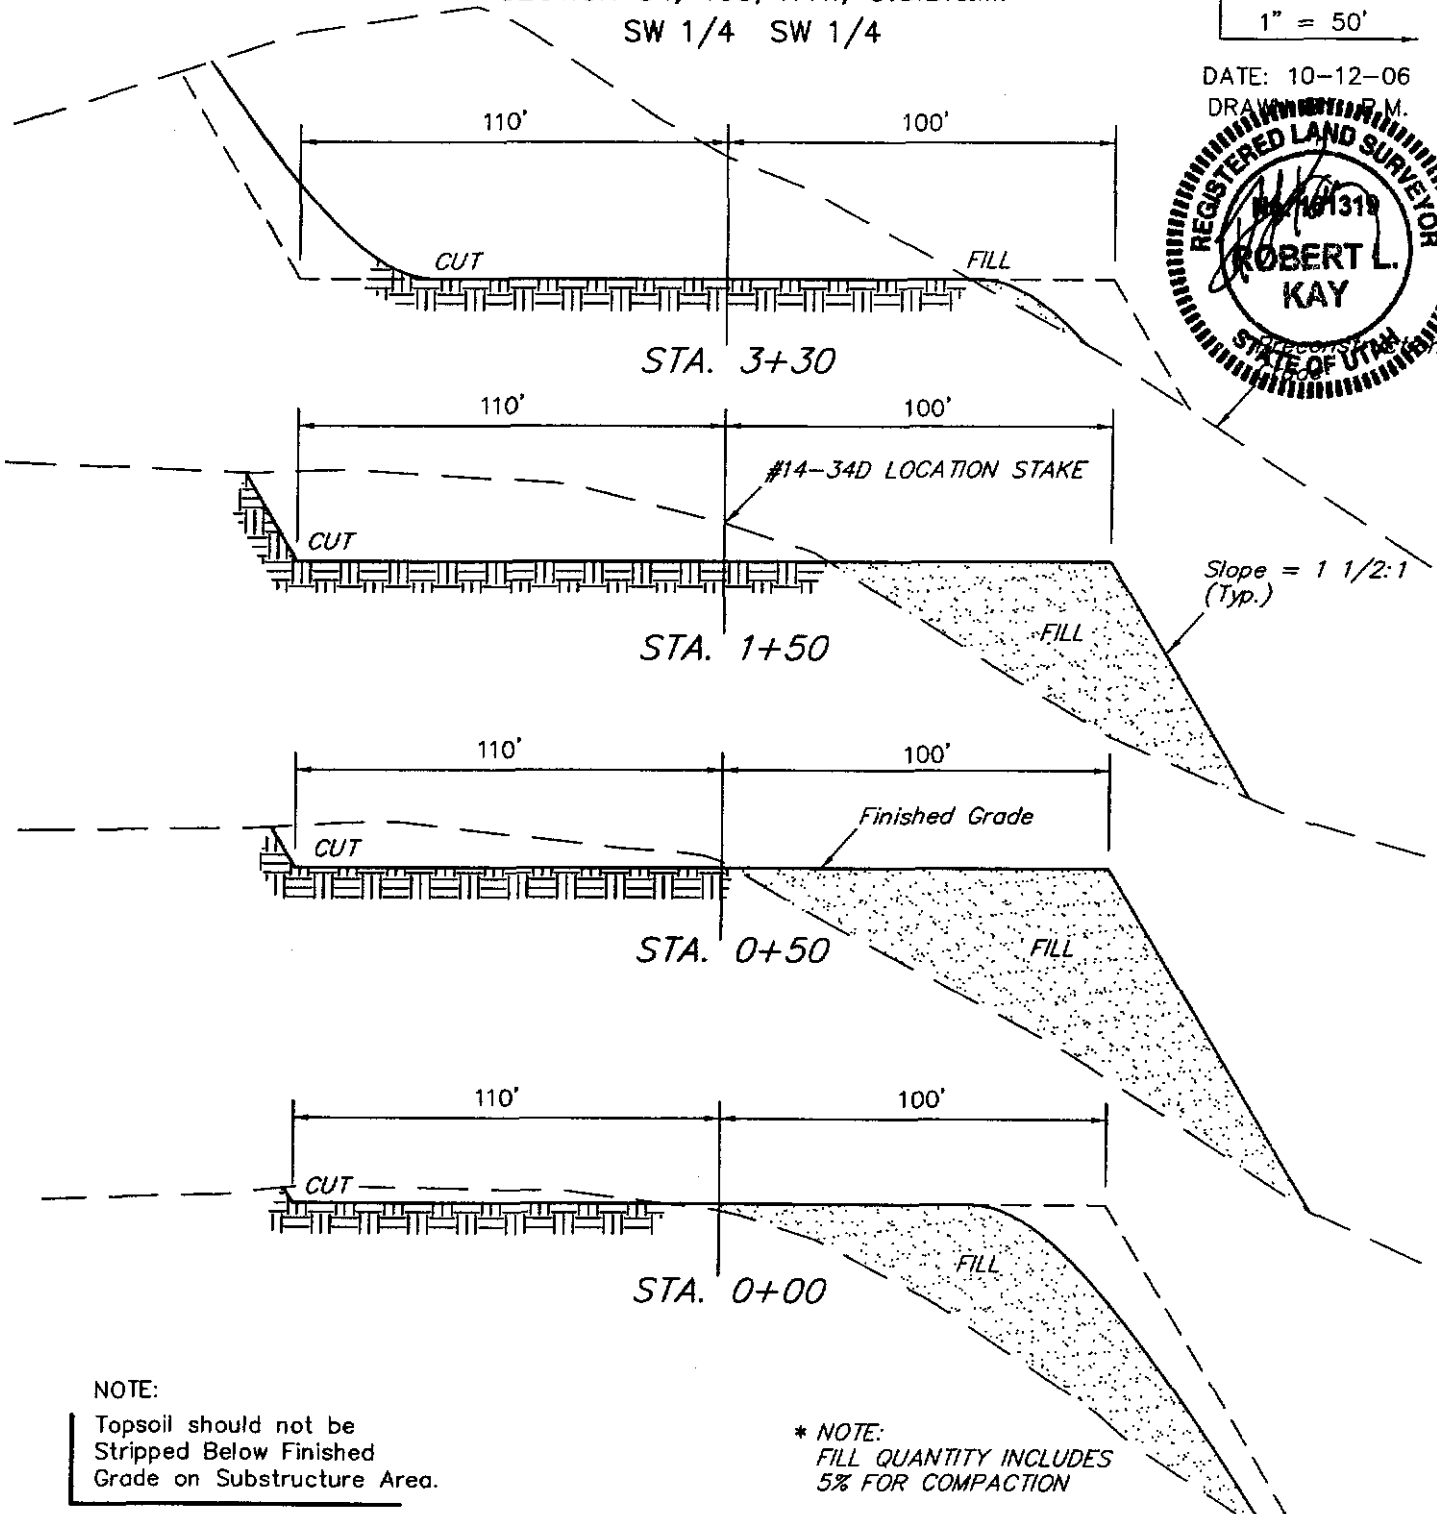 SW 1/4 SW 1/4
1" = 50'
DATE: 10-12-06
110'
100'
REGISTERED LAND SURVEYOR
ROBERT L.
KAY
STATE OF UTAH
CUT
FILL
STA. 3+30
110'
100'
#14-34D LOCATION STAKE
CUT
Slope = 1 1/2:1
(Typ.)
FILL
STA. 1+50
110'
100'
Finished Grade
CUT
FILL
STA. 0+50
110'
100'
CUT
FILL
STA. 0+00
NOTE:
Topsoil should not be
Stripped Below Finished
Grade on Substructure Area.
* NOTE:
FILL QUANTITY INCLUDES
5% FOR COMPACTION